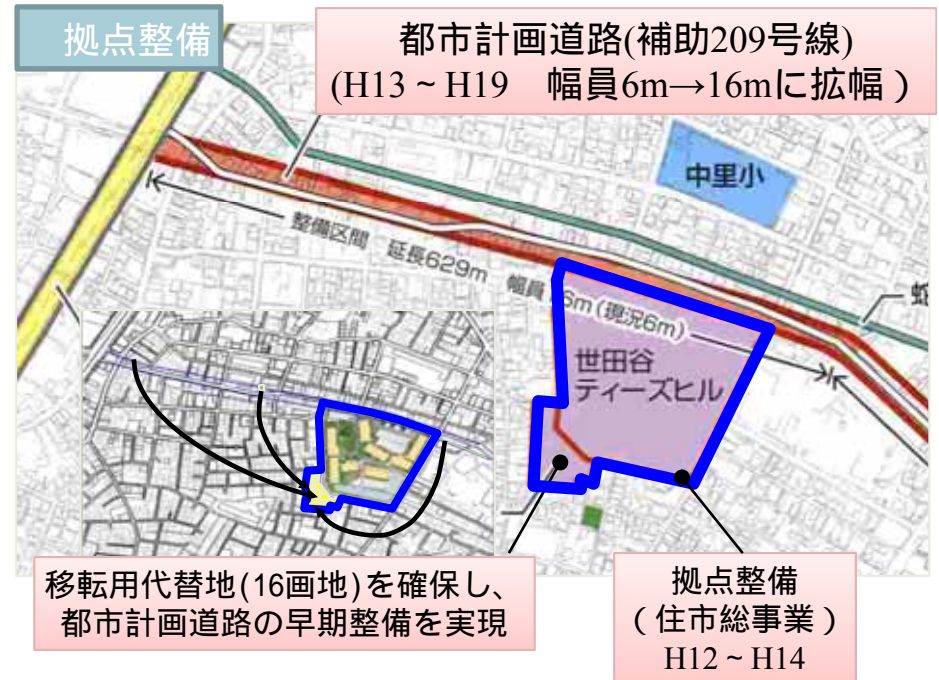 拠点整備
都市計画道路(補助209号線)
(H13～H19　幅員6m→16mに拡幅)
中里小
整備区間　延長629m　幅員16m(現況6m)
世田谷
ティーズヒル
移転用代替地(16画地)を確保し、
都市計画道路の早期整備を実現
拠点整備
(住市総事業)
H12～H14